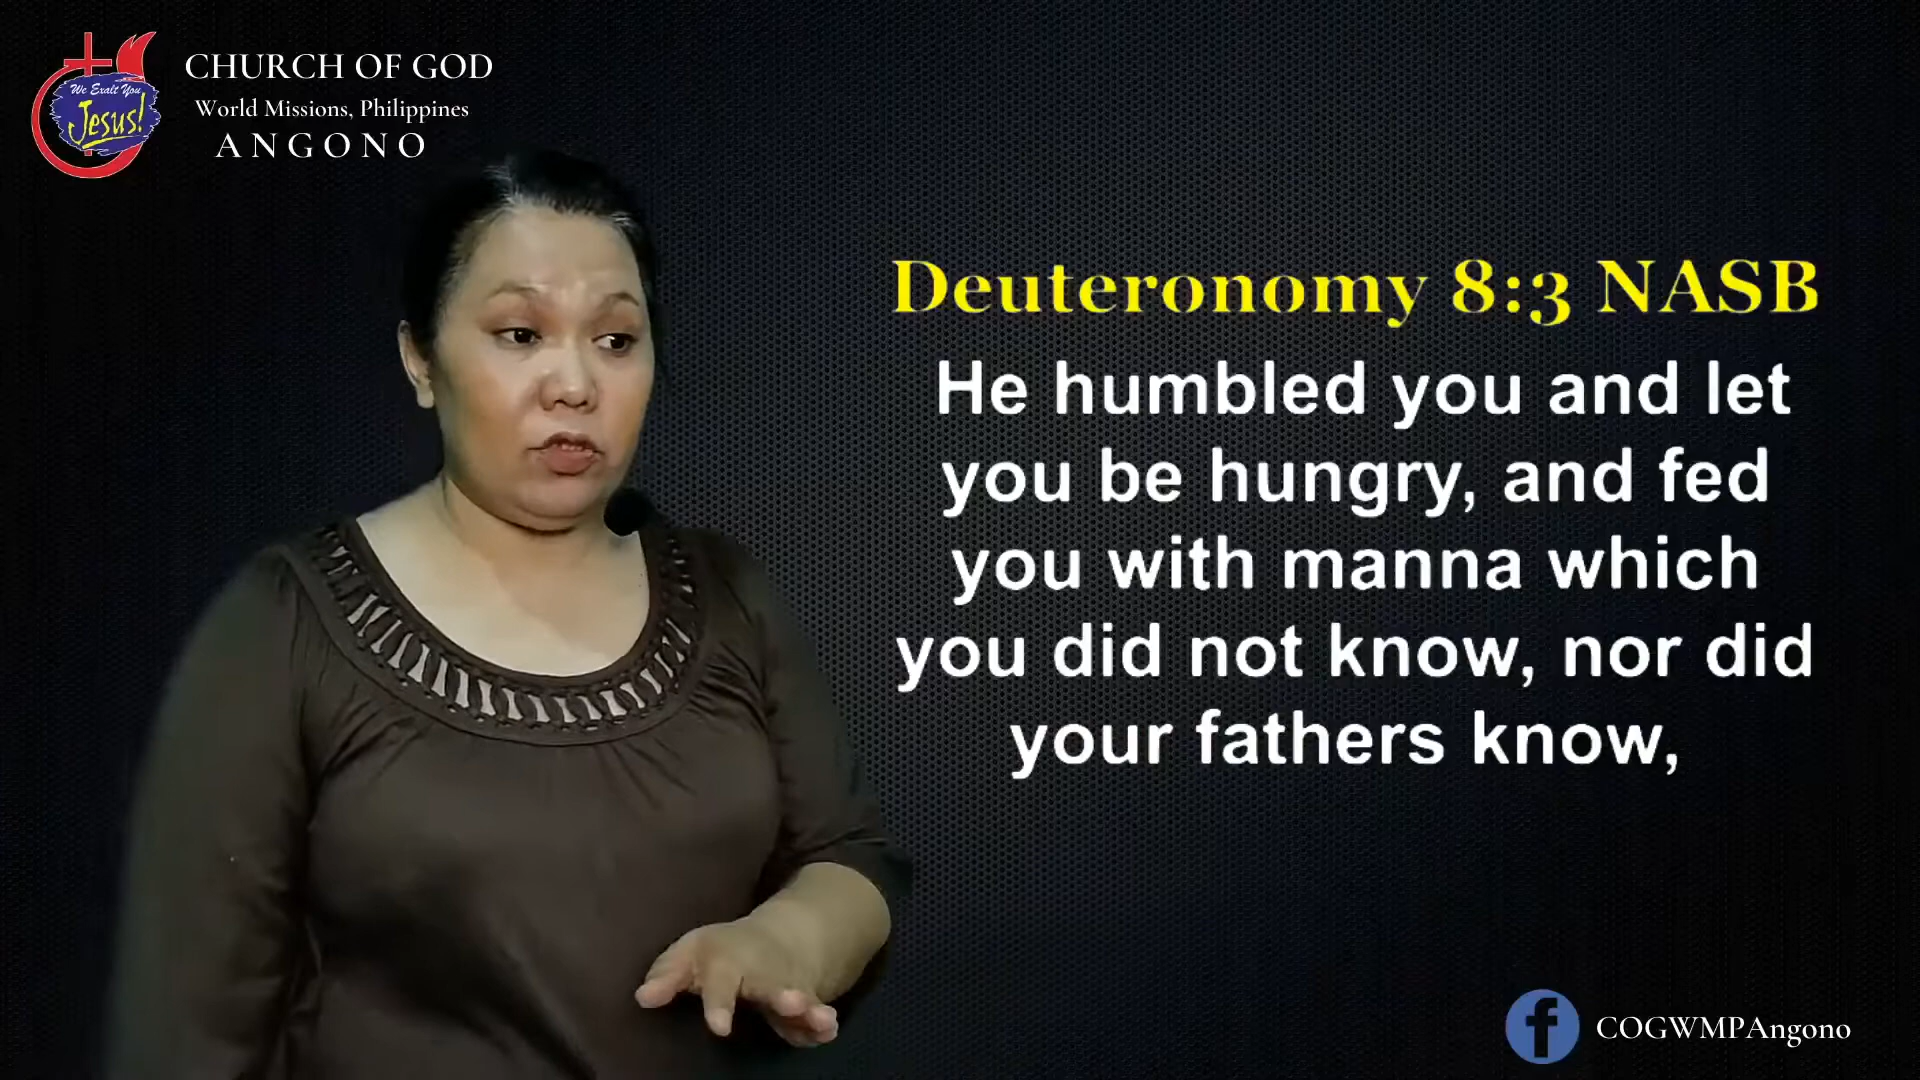 We Exalt You
Jesus!
CHURCH OF GOD
World Missions, Philippines
ANGONO
Deuteronomy 8:3 NASB
He humbled you and let
you be hungry, and fed
you with manna which
you did not know, nor did
your fathers know,
f COGWMPAngono